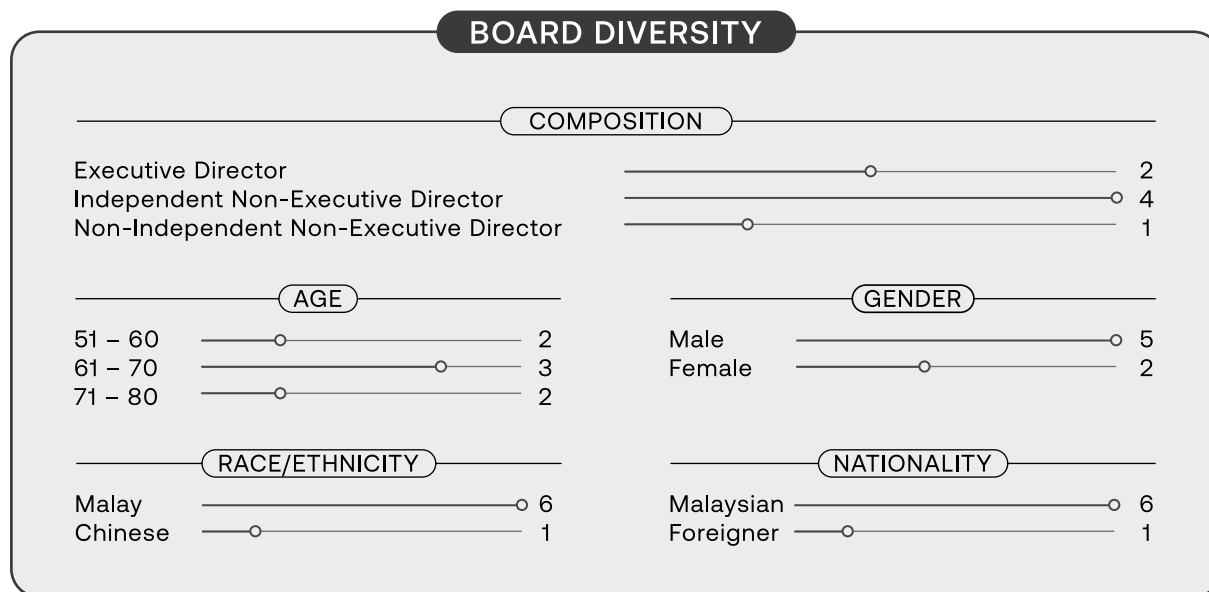 BOARD DIVERSITY
COMPOSITION
Executive Director 2
Independent Non-Executive Director 4
Non-Independent Non-Executive Director 1
AGE
51 – 60 2
61 – 70 3
71 – 80 2
GENDER
Male 5
Female 2
RACE/ETHNICITY
Malay 6
Chinese 1
NATIONALITY
Malaysian 6
Foreigner 1